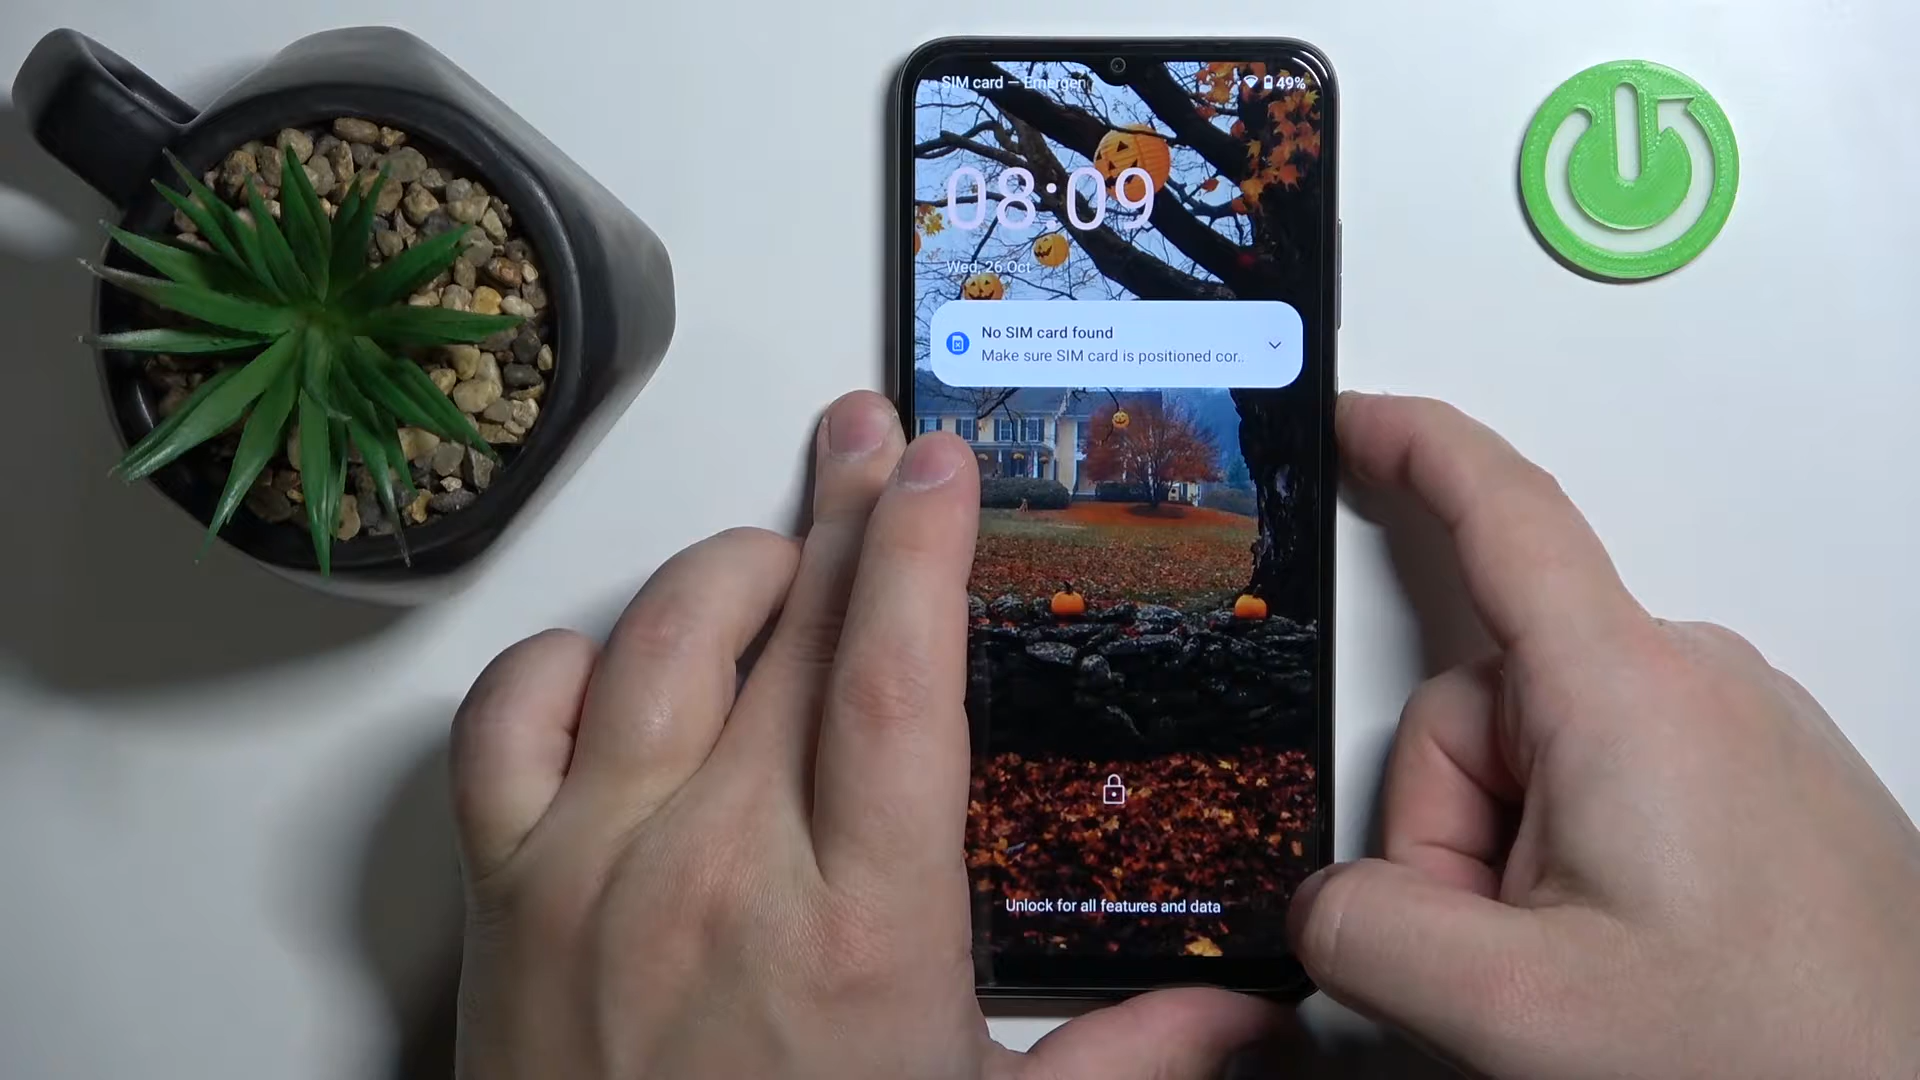 SIM card — Emergen
49%
08:09
Wed, 26 Oct
No SIM card found
Make sure SIM card is positioned cor..
Unlock for all features and data